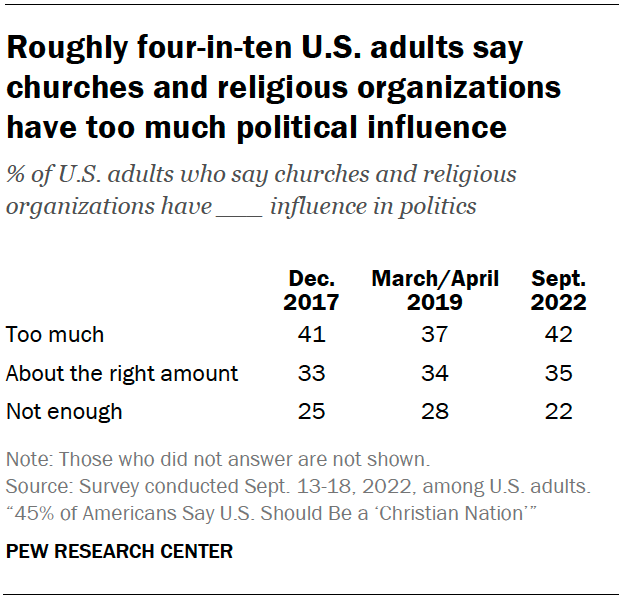 Roughly four-in-ten U.S. adults say
churches and religious organizations
have too much political influence
% of U.S. adults who say churches and religious
organizations have ____ influence in politics
Dec. March/April Sept.
2017 2019 2022
Too much 41 37 42
About the right amount 33 34 35
Not enough 25 28 22
Note: Those who did not answer are not shown.
Source: Survey conducted Sept. 13-18, 2022, among U.S. adults.
“45% of Americans Say U.S. Should Be a ‘Christian Nation’”
PEW RESEARCH CENTER